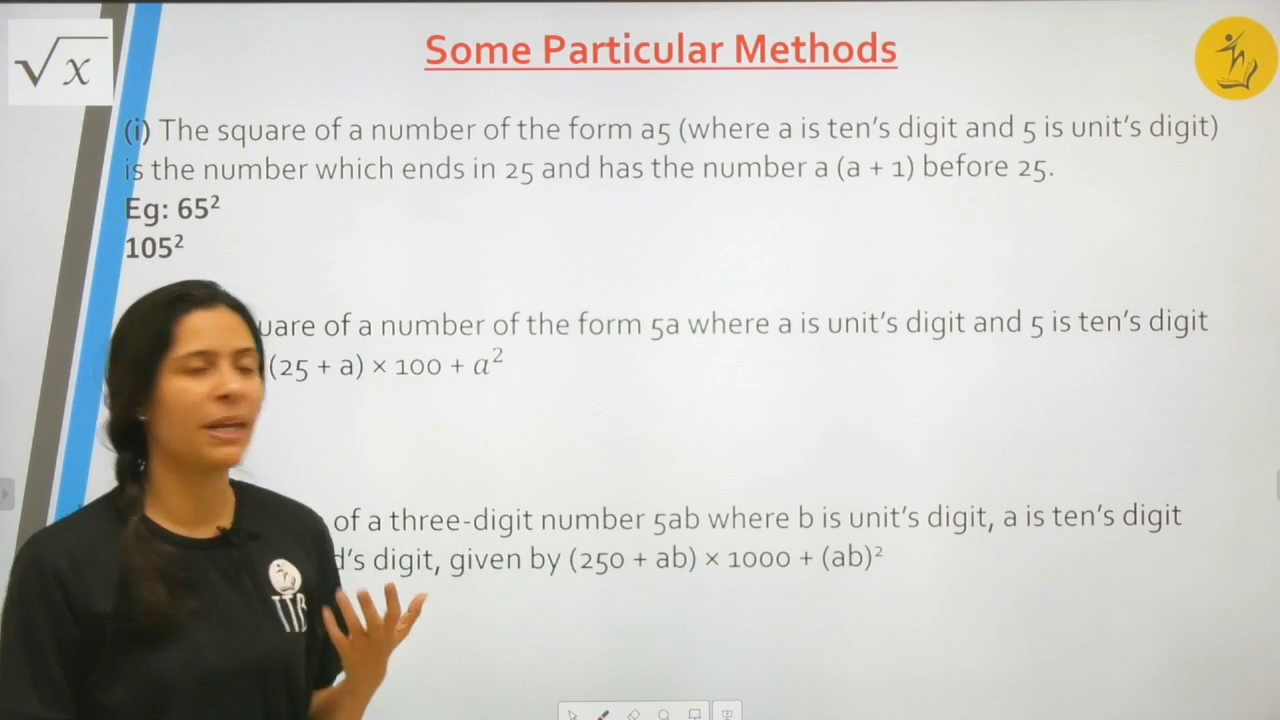 √x
Some Particular Methods
(i) The square of a number of the form a5 (where a is ten's digit and 5 is unit's digit)
is the number which ends in 25 and has the number a (a + 1) before 25.
Eg: 65²
105²
uare of a number of the form 5a where a is unit's digit and 5 is ten's digit
(25 + a) × 100 + a²
of a three-digit number 5ab where b is unit's digit, a is ten's digit
d's digit, given by (250 + ab) × 1000 + (ab)²